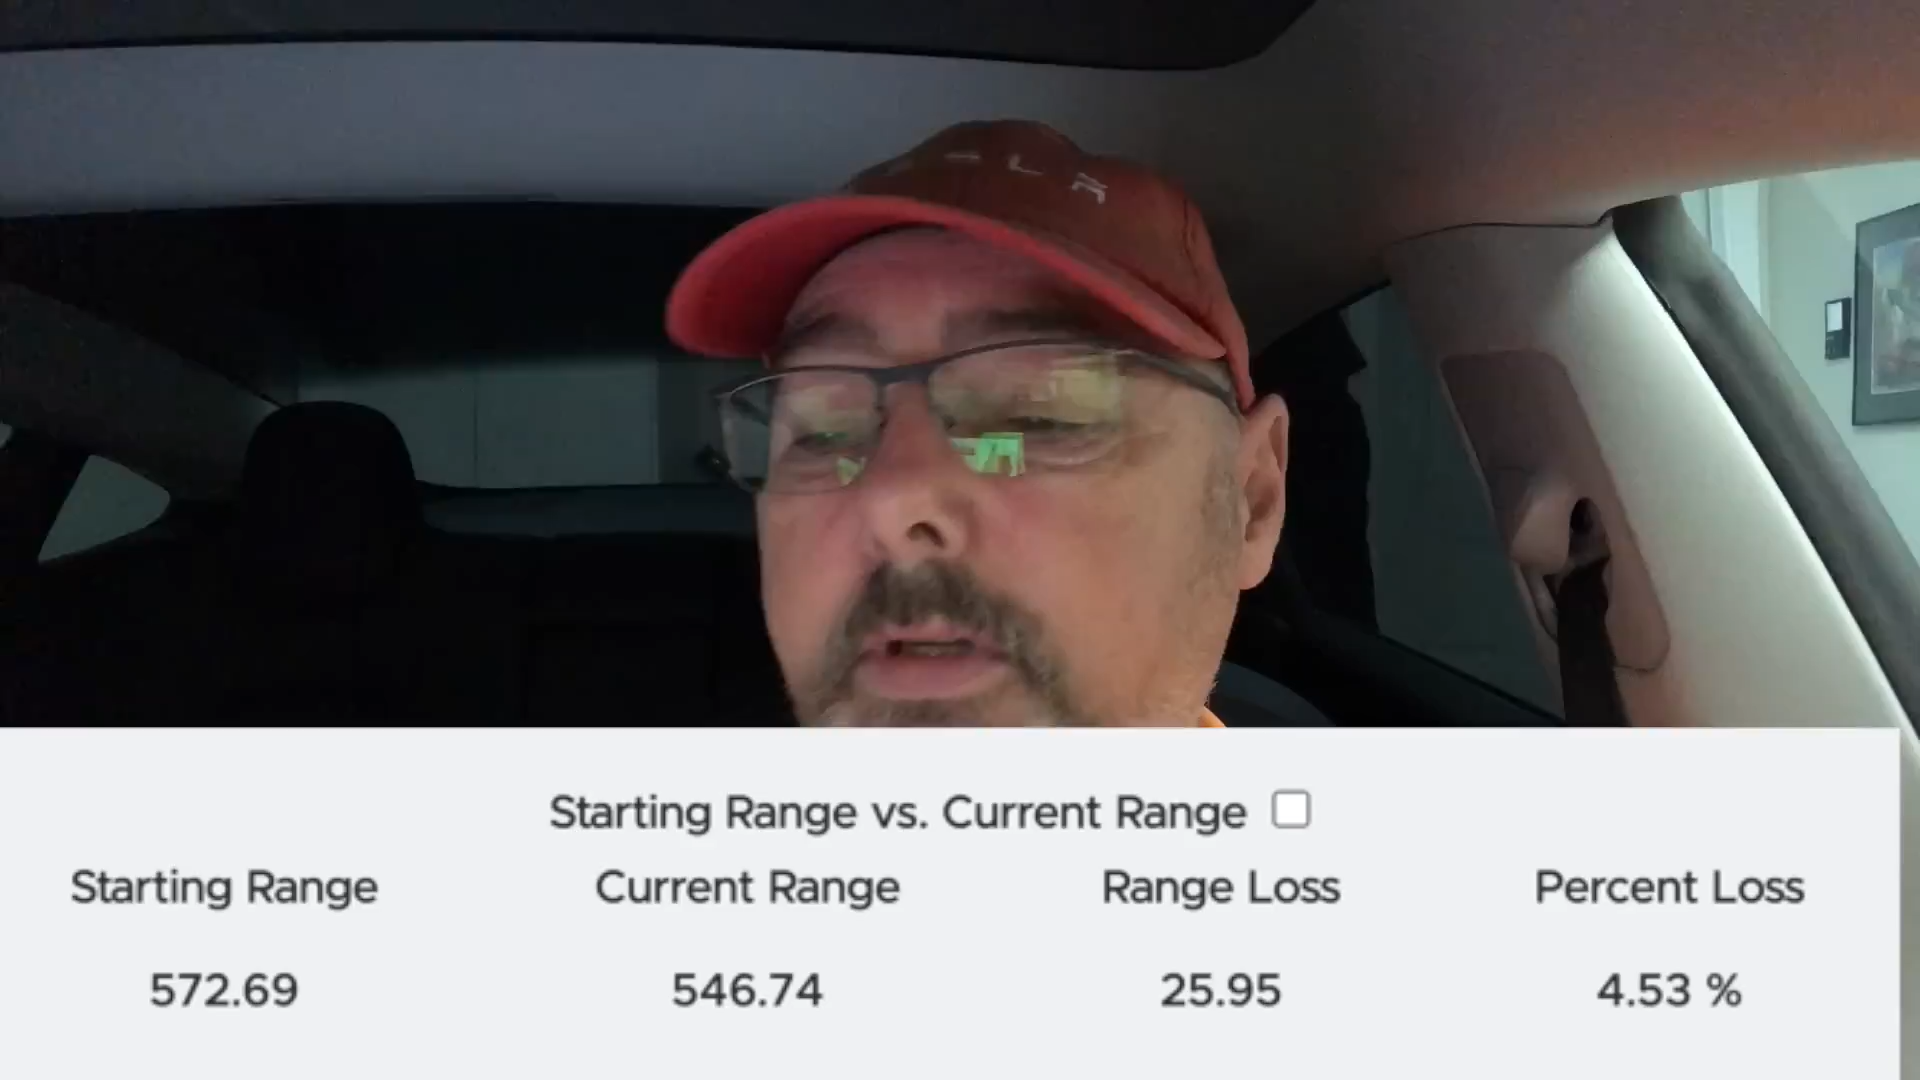 Starting Range vs. Current Range
Starting Range Current Range Range Loss Percent Loss
572.69 546.74 25.95 4.53 %